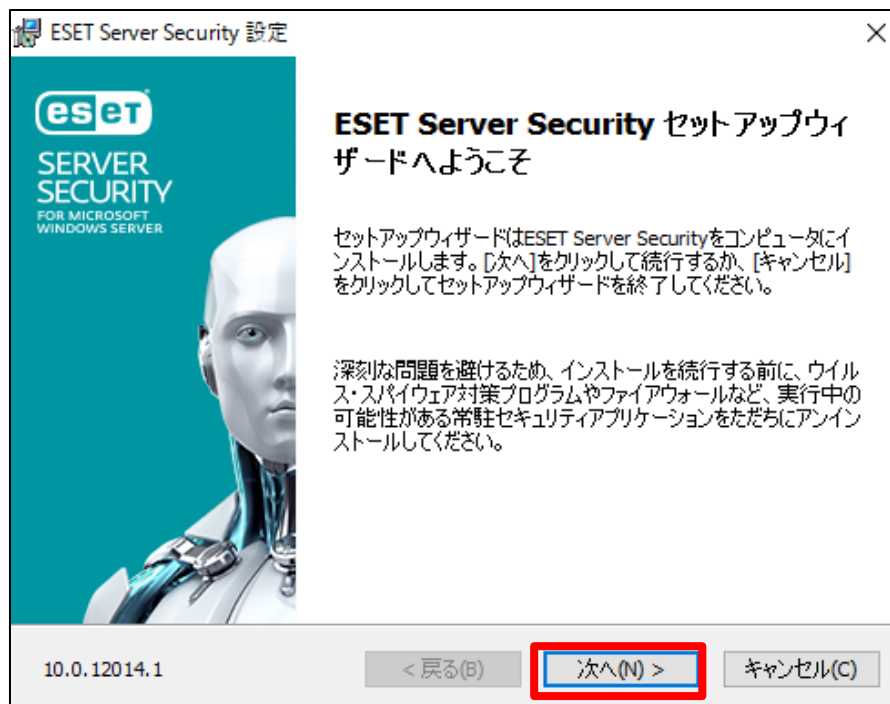 ESET Server Security 設定
eseT
SERVER
SECURITY
FOR MICROSOFT
WINDOWS SERVER
ESET Server Security セットアップウィ
ザードへようこそ
セットアップウィザードはESET Server Securityをコンピュータにイ
ンストールします。[次へ]をクリックして続行するか、[キャンセル]
をクリックしてセットアップウィザードを終了してください。
深刻な問題を避けるため、インストールを続行する前に、ウイル
ス・スパイウェア対策プログラムやファイアウォールなど、実行中の
可能性がある常駐セキュリティアプリケーションをただちにアンイン
ストールしてください。
10.0.12014.1
< 戻る(B)
次へ(N) >
キャンセル(C)